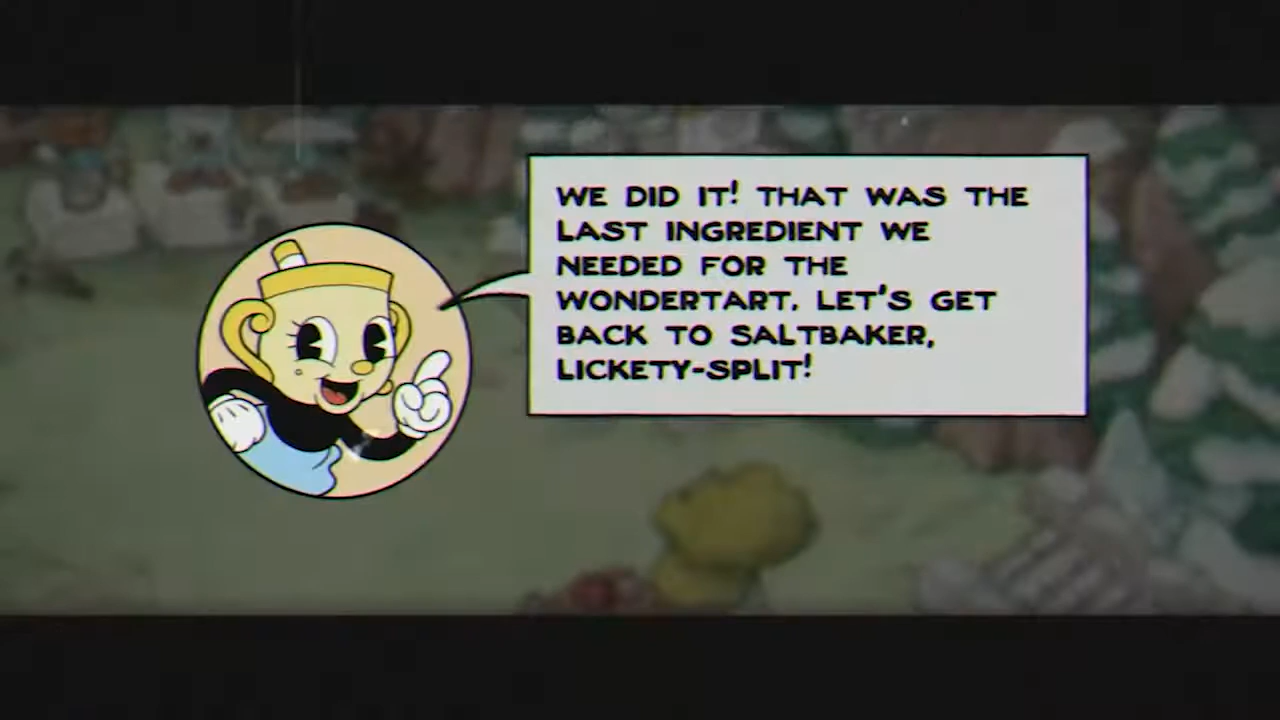 WE DID IT! THAT WAS THE
LAST INGREDIENT WE
NEEDED FOR THE
WONDERTART. LET'S GET
BACK TO SALTBAKER,
LICKETY-SPLIT!